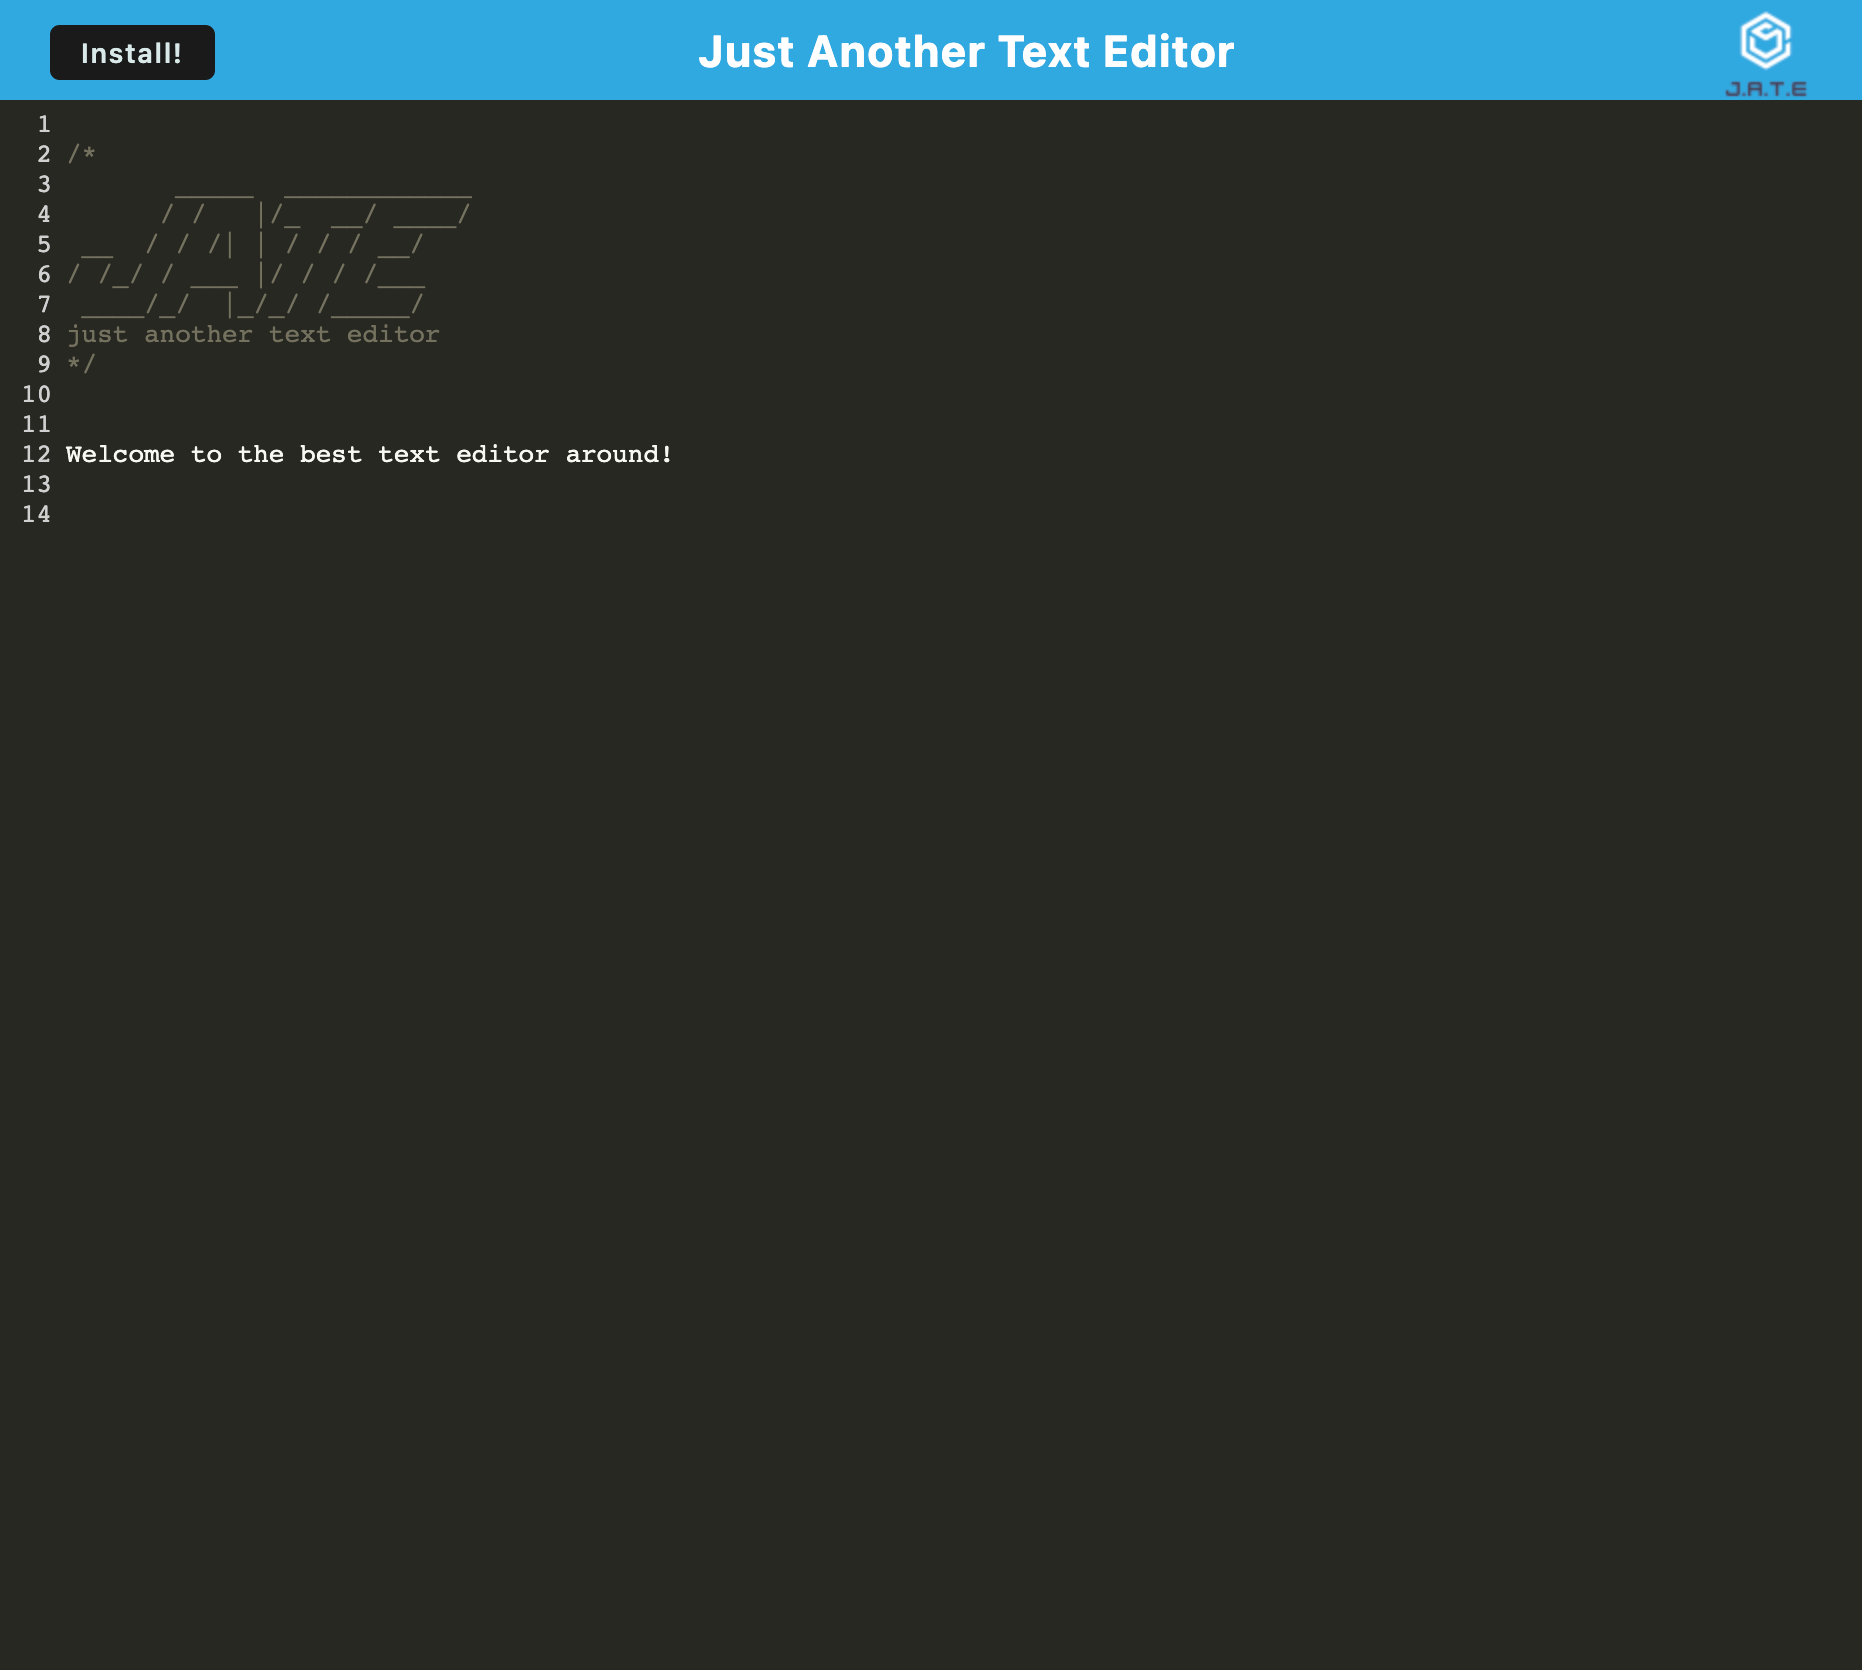 Install!
Just Another Text Editor
J.A.T.E
1
2 /*
3        _____  ____________
4       / /   |/_  __/ ____/
5  __  / / /| | / / / __/
6 / /_/ / ___ |/ / / /___
7  ____/_/  |_/_/ /_____/
8 just another text editor
9 */
10
11
12 Welcome to the best text editor around!
13
14